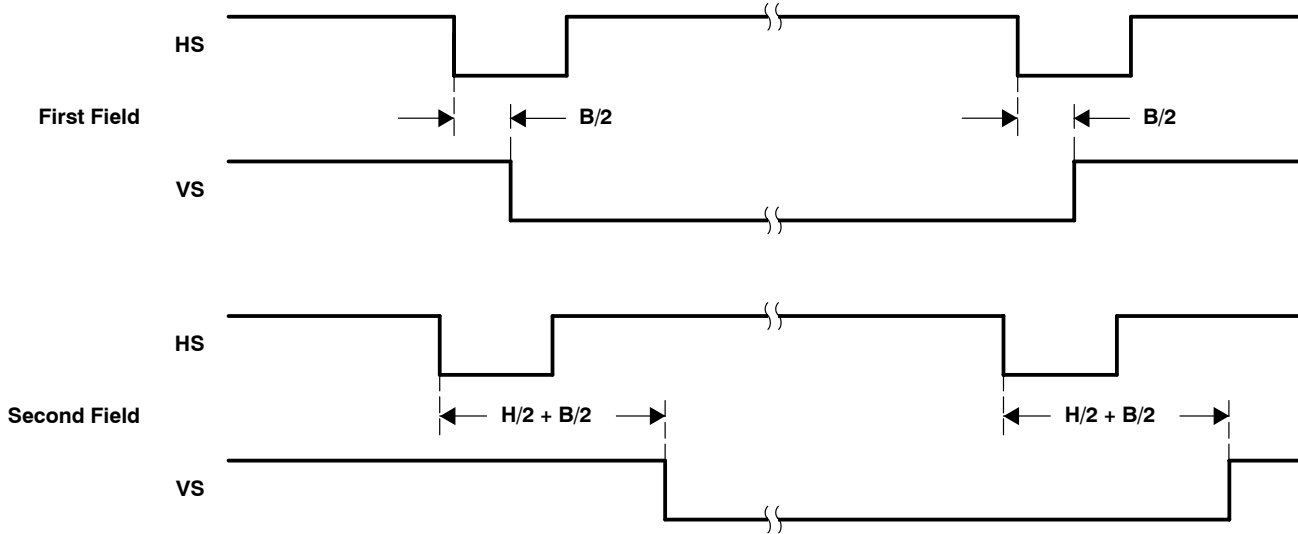 HS
First Field
B/2
B/2
VS
HS
Second Field
H/2 + B/2
H/2 + B/2
VS